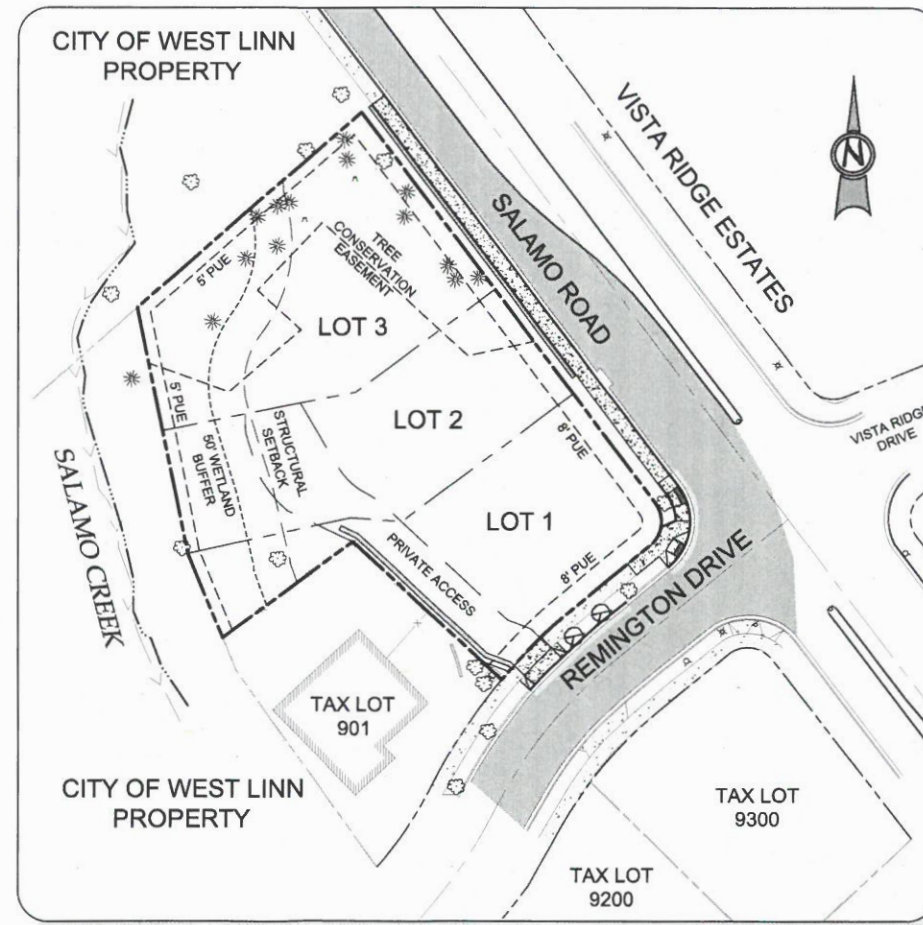 CITY OF WEST LINN
PROPERTY
N
VISTA RIDGE ESTATES
SALAMO ROAD
TREE
CONSERVATION
EASEMENT
5' PUE
LOT 3
5' PUE
LOT 2
8' PUE
VISTA RIDGE
DRIVE
STRUCTURAL
SETBACK
50' WETLAND
BUFFER
SALAMO CREEK
LOT 1
PRIVATE ACCESS
8' PUE
REMINGTON DRIVE
TAX LOT
901
CITY OF WEST LINN
PROPERTY
TAX LOT
9300
TAX LOT
9200